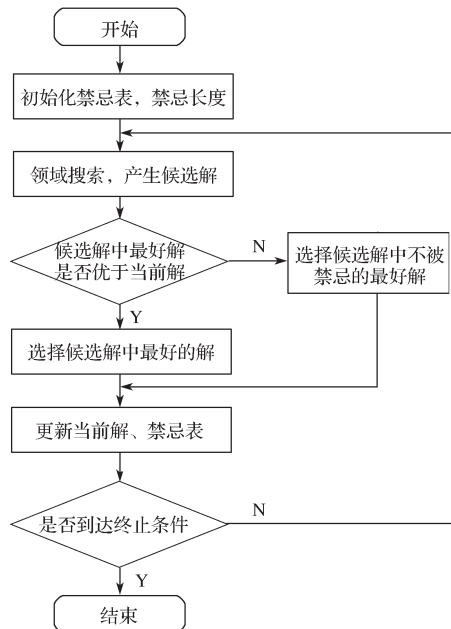 开始
初始化禁忌表，禁忌长度
领域搜索，产生候选解
候选解中最好解
是否优于当前解
N
选择候选解中不被
禁忌的最好解
Y
选择候选解中最好的解
更新当前解、禁忌表
是否到达终止条件
N
Y
结束